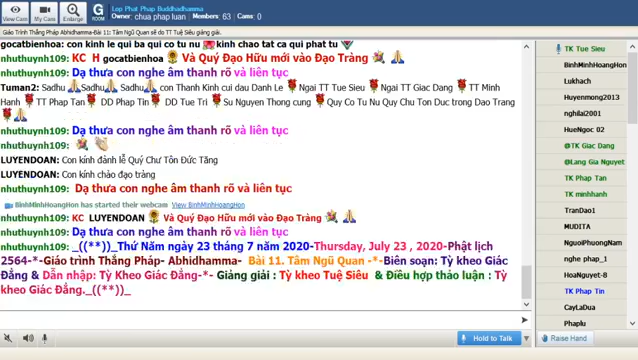 Lop Phat Phap Buddhadhamma
Owner: chua phap luan / Members: 63 / Cams: 0
View Cam
My Cam
Enlarge
ROOM
Giáo Trình Thắng Pháp Abhidhamma-Bài 11: Tâm Ngũ Quan sẽ do TT Tuệ Siêu giảng giải.
gocatbienhoa: con kinh le qui ba qui co tu nu kinh chao tat ca qui phat tu
nhuthuynh109: KC H gocatbienhoa Và Quý Đạo Hữu mới vào Đạo Tràng
nhuthuynh109: Dạ thưa con nghe âm thanh rõ và liên tục
Tuman2: Sadhu Sadhu Sadhu con Thanh Kinh cui dau Danh Le Ngai TT Tue Sieu Ngai TT Giac Dang TT Minh
Hanh TT Phap Tan DD Phap Tin DD Tue Tri Su Nguyen Thong cung Quy Co Tu Nu Quy Chu Ton Duc trong Dao Trang
nhuthuynh109: Dạ thưa con nghe âm thanh rõ và liên tục
nhuthuynh109:
LUYENDOAN: Con kính đảnh lễ Quý Chư Tôn Đức Tăng
LUYENDOAN: Con kính chào đạo tràng
nhuthuynh109: Dạ thưa con nghe âm thanh rõ và liên tục
BinhMinhHoangHon has started their webcam View BinhMinhHoangHon
nhuthuynh109: KC LUYENDOAN Và Quý Đạo Hữu mới vào Đạo Tràng
nhuthuynh109: _((**))_Thứ Năm ngày 23 tháng 7 năm 2020-Thursday, July 23 , 2020-Phật lịch
2564-*-Giáo trình Thắng Pháp- Abhidhamma- Bài 11. Tâm Ngũ Quan -*-Biên soạn: Tỳ kheo Giác
Đẳng & Dẫn nhập: Tỳ Kheo Giác Đẳng-*- Giảng giải : Tỳ kheo Tuệ Siêu & Điều hợp thảo luận : Tỳ
kheo Giác Đẳng._((**))_
Hold to Talk
TK Tue Sieu
BinhMinhHoangHon
Lukhach
Huyenmong2013
nghilai2001
HueNgoc 02
@TK Giac Dang
@Lang Gia Nguyet
TK Phap Tan
TK minhhanh
TranDao1
MUDITA
NguoiPhuongNam
nghe phap_1
HoaNguyet-8
TK Phap Tin
CayLaDua
Phaplu
Raise Hand